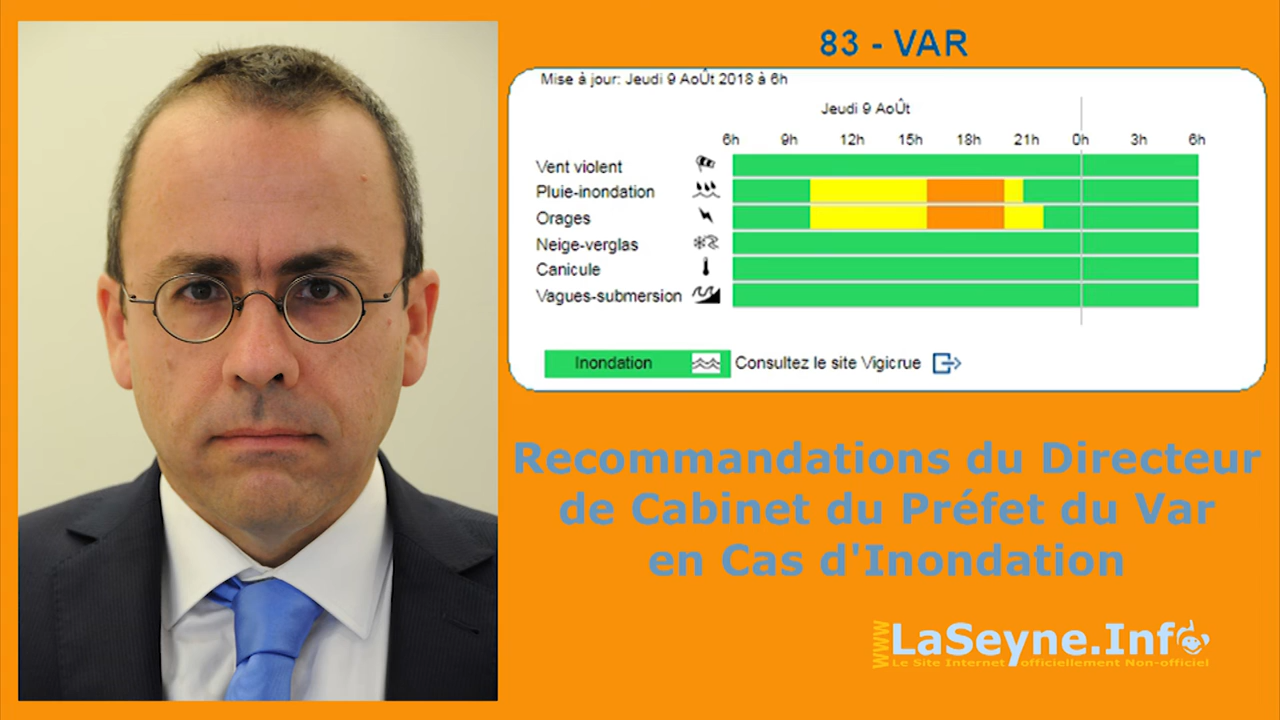 83 - VAR
Mise à jour: Jeudi 9 AoÛt 2018 à 6h
Jeudi 9 AoÛt
6h 9h 12h 15h 18h 21h 0h 3h 6h
Vent violent
Pluie-inondation
Orages
Neige-verglas
Canicule
Vagues-submersion
Inondation Consultez le site Vigicrue
Recommandations du Directeur
de Cabinet du Préfet du Var
en Cas d'Inondation
www LaSeyne.Info
Le Site Internet officiellement Non-officiel